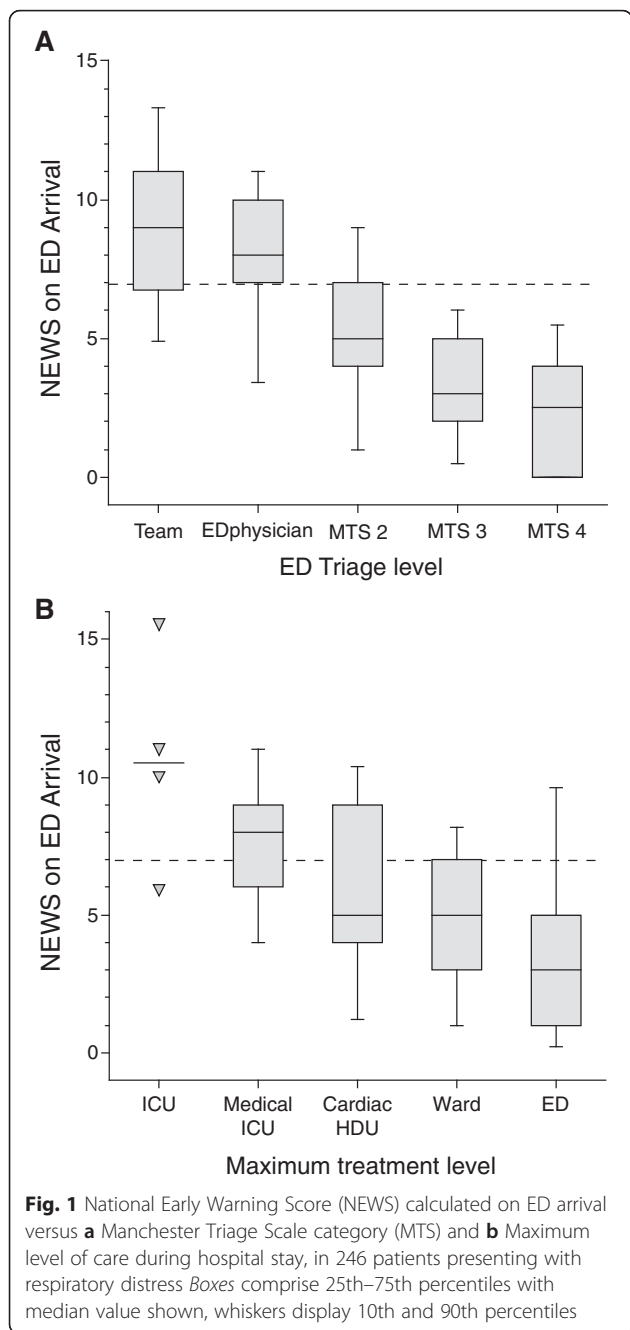 A
15
10
5
0
NEWS on ED Arrival
Team EDphysician MTS 2 MTS 3 MTS 4
ED Triage level
B
15
10
5
0
NEWS on ED Arrival
ICU Medical Cardiac Ward ED
ICU HDU
Maximum treatment level
Fig. 1 National Early Warning Score (NEWS) calculated on ED arrival
versus a Manchester Triage Scale category (MTS) and b Maximum
level of care during hospital stay, in 246 patients presenting with
respiratory distress Boxes comprise 25th–75th percentiles with
median value shown, whiskers display 10th and 90th percentiles